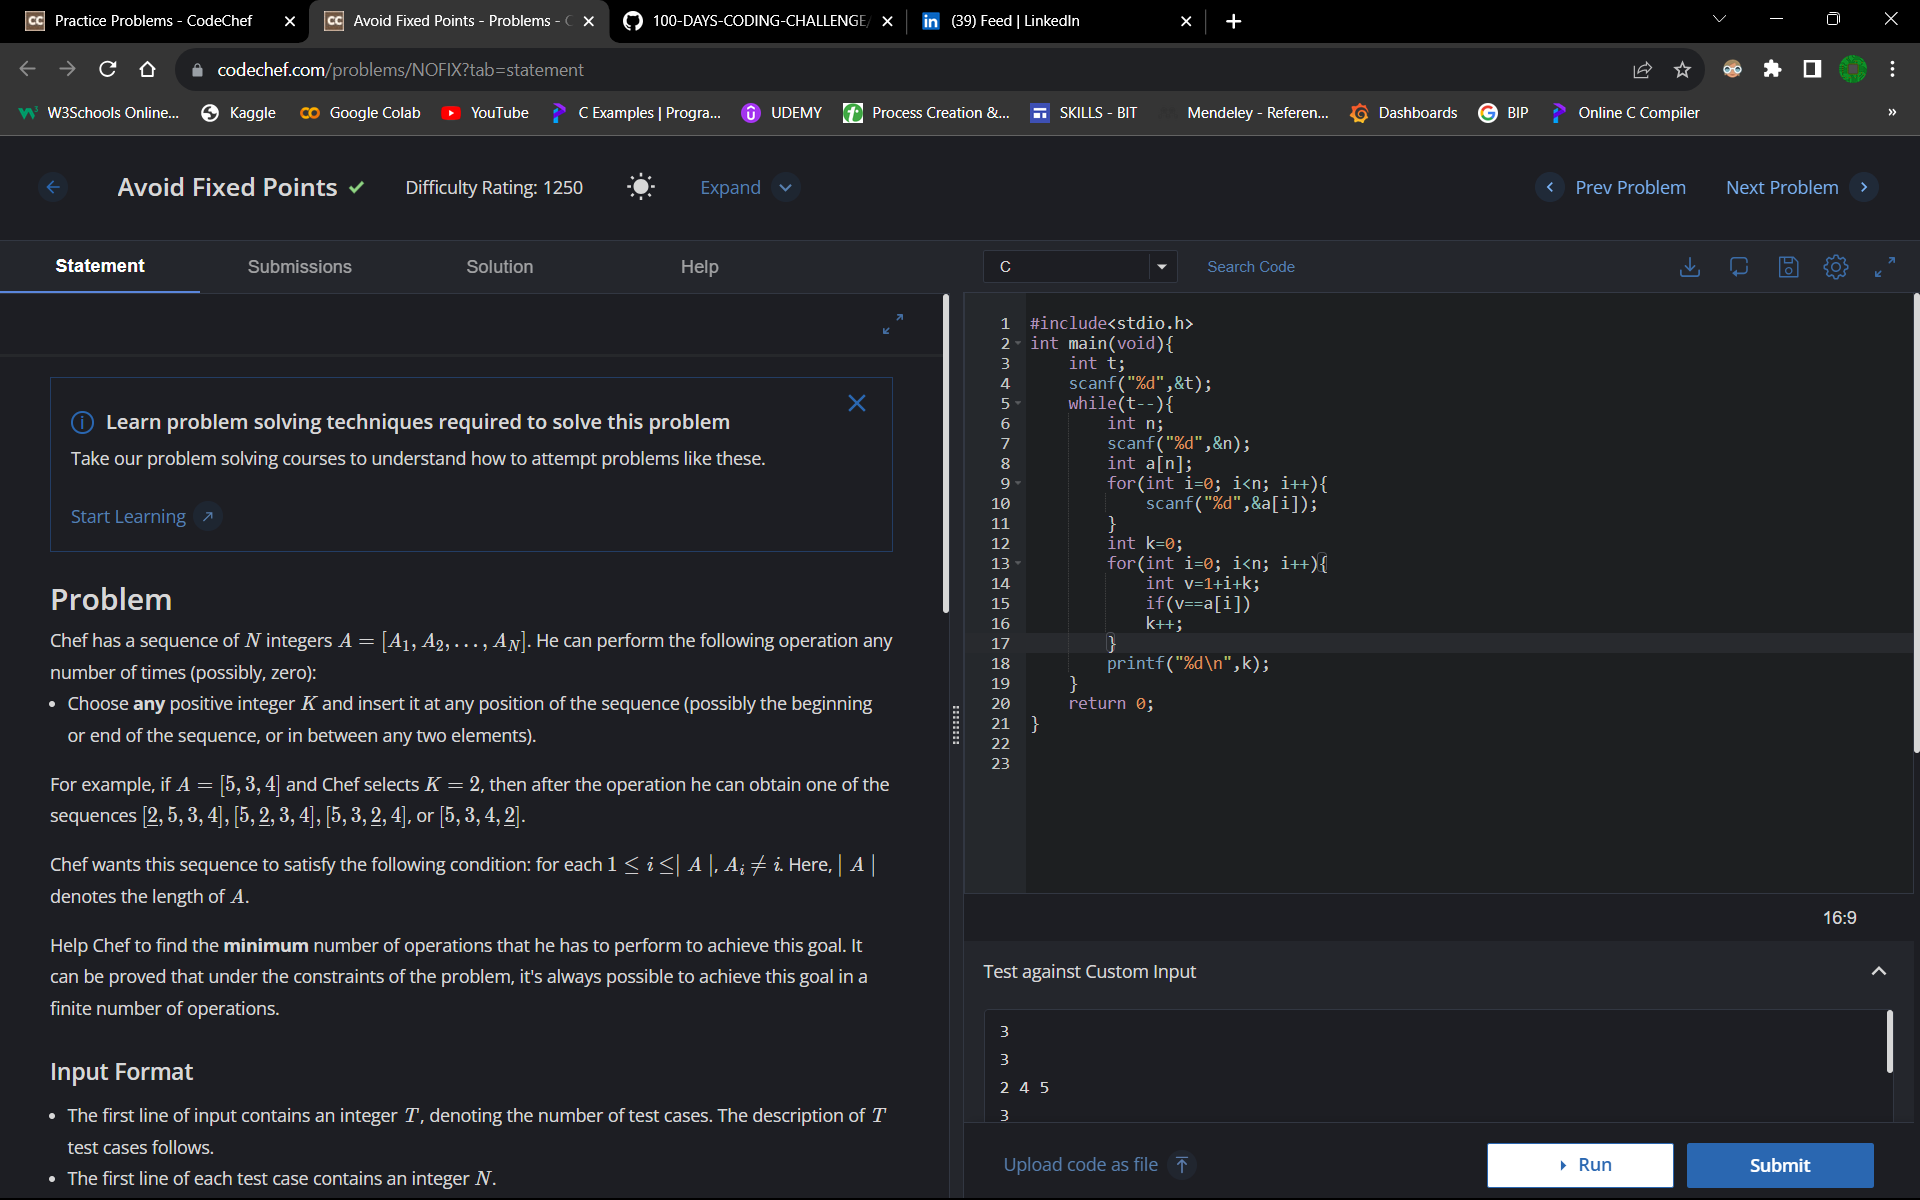 Practice Problems - CodeChef
Avoid Fixed Points - Problems -
100-DAYS-CODING-CHALLENGE/
(39) Feed | LinkedIn
codechef.com/problems/NOFIX?tab=statement
W3Schools Online...
Kaggle
Google Colab
YouTube
C Examples | Progra...
UDEMY
Process Creation &...
SKILLS - BIT
Mendeley - Referen...
Dashboards
BIP
Online C Compiler
»
Avoid Fixed Points
Difficulty Rating: 1250
Expand
Prev Problem
Next Problem
Statement
Submissions
Solution
Help
C
Search Code
Learn problem solving techniques required to solve this problem
Take our problem solving courses to understand how to attempt problems like these.
Start Learning
Problem
Chef has a sequence of N integers A = [A₁, A₂, . . . , A_N]. He can perform the following operation any
number of times (possibly, zero):
• Choose any positive integer K and insert it at any position of the sequence (possibly the beginning
or end of the sequence, or in between any two elements).
For example, if A = [5, 3, 4] and Chef selects K = 2, then after the operation he can obtain one of the
sequences [2, 5, 3, 4], [5, 2, 3, 4], [5, 3, 2, 4], or [5, 3, 4, 2].
Chef wants this sequence to satisfy the following condition: for each 1 ≤ i ≤| A |, Aᵢ ≠ i. Here, | A |
denotes the length of A.
Help Chef to find the minimum number of operations that he has to perform to achieve this goal. It
can be proved that under the constraints of the problem, it's always possible to achieve this goal in a
finite number of operations.
Input Format
• The first line of input contains an integer T, denoting the number of test cases. The description of T
test cases follows.
• The first line of each test case contains an integer N.
1 #include<stdio.h>
2 int main(void){
3     int t;
4     scanf("%d",&t);
5     while(t--){
6         int n;
7         scanf("%d",&n);
8         int a[n];
9         for(int i=0; i<n; i++){
10             scanf("%d",&a[i]);
11         }
12         int k=0;
13         for(int i=0; i<n; i++){
14             int v=1+i+k;
15             if(v==a[i])
16             k++;
17         }
18         printf("%d\n",k);
19     }
20     return 0;
21 }
22
23
16:9
Test against Custom Input
3
3
2 4 5
3
Upload code as file
Run
Submit